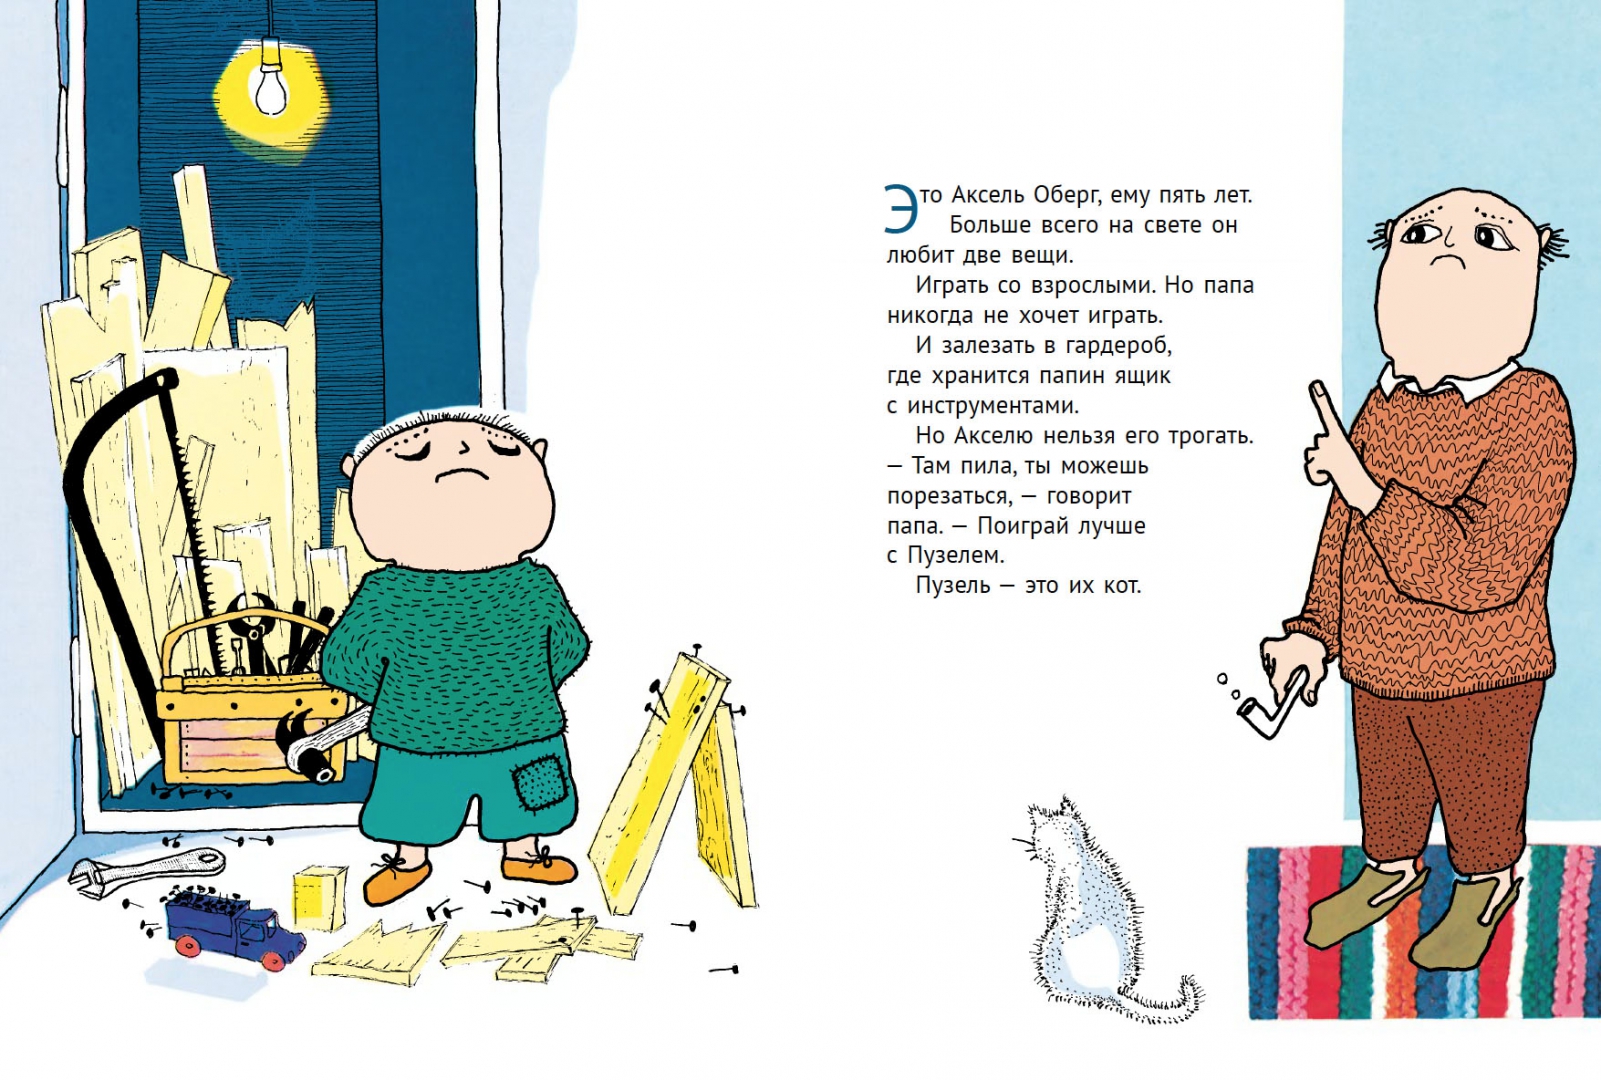 Это Аксель Оберг, ему пять лет.
Больше всего на свете он
любит две вещи.
Играть со взрослыми. Но папа
никогда не хочет играть.
И залезать в гардероб,
где хранится папин ящик
с инструментами.
Но Акселю нельзя его трогать.
— Там пила, ты можешь
порезаться, — говорит
папа. — Поиграй лучше
с Пузелем.
Пузель — это их кот.